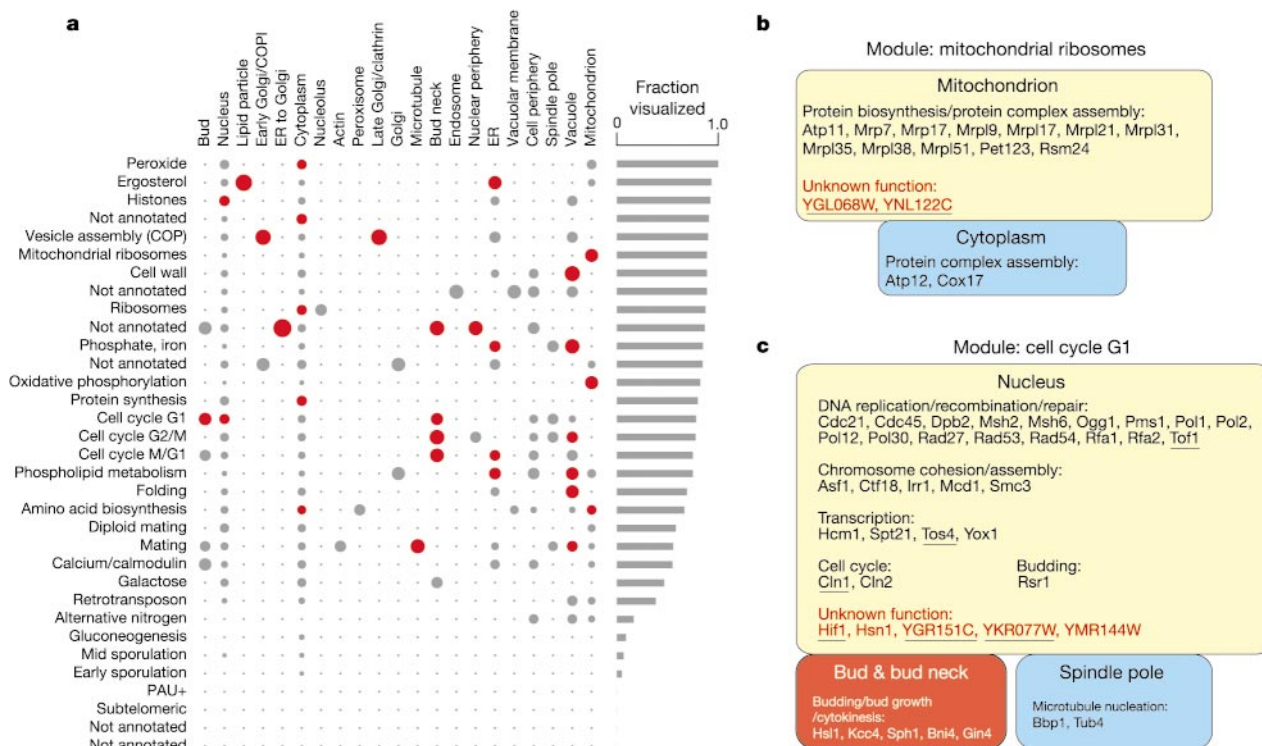 a
Bud
Nucleus
Lipid particle
Early Golgi/COPI
ER to Golgi
Cytoplasm
Nucleolus
Actin
Peroxisome
Late Golgi/clathrin
Golgi
Microtubule
Bud neck
Endosome
Nuclear periphery
ER
Vacuolar membrane
Cell periphery
Spindle pole
Vacuole
Mitochondrion
Fraction
visualized
0 1.0
Peroxide
Ergosterol
Histones
Not annotated
Vesicle assembly (COP)
Mitochondrial ribosomes
Cell wall
Not annotated
Ribosomes
Not annotated
Phosphate, iron
Not annotated
Oxidative phosphorylation
Protein synthesis
Cell cycle G1
Cell cycle G2/M
Cell cycle M/G1
Phospholipid metabolism
Folding
Amino acid biosynthesis
Diploid mating
Mating
Calcium/calmodulin
Galactose
Retrotransposon
Alternative nitrogen
Gluconeogenesis
Mid sporulation
Early sporulation
PAU+
Subtelomeric
Not annotated
Not annotated
b
Module: mitochondrial ribosomes
Mitochondrion
Protein biosynthesis/protein complex assembly:
Atp11, Mrp7, Mrp17, Mrpl9, Mrpl17, Mrpl21, Mrpl31,
Mrpl35, Mrpl38, Mrpl51, Pet123, Rsm24
Unknown function:
YGL068W, YNL122C
Cytoplasm
Protein complex assembly:
Atp12, Cox17
c
Module: cell cycle G1
Nucleus
DNA replication/recombination/repair:
Cdc21, Cdc45, Dpb2, Msh2, Msh6, Ogg1, Pms1, Pol1, Pol2,
Pol12, Pol30, Rad27, Rad53, Rad54, Rfa1, Rfa2, Tof1
Chromosome cohesion/assembly:
Asf1, Ctf18, Irr1, Mcd1, Smc3
Transcription:
Hcm1, Spt21, Tos4, Yox1
Cell cycle: Budding:
Cln1, Cln2 Rsr1
Unknown function:
Hif1, Hsn1, YGR151C, YKR077W, YMR144W
Bud & bud neck
Budding/bud growth
/cytokinesis:
Hsl1, Kcc4, Sph1, Bni4, Gin4
Spindle pole
Microtubule nucleation:
Bbp1, Tub4